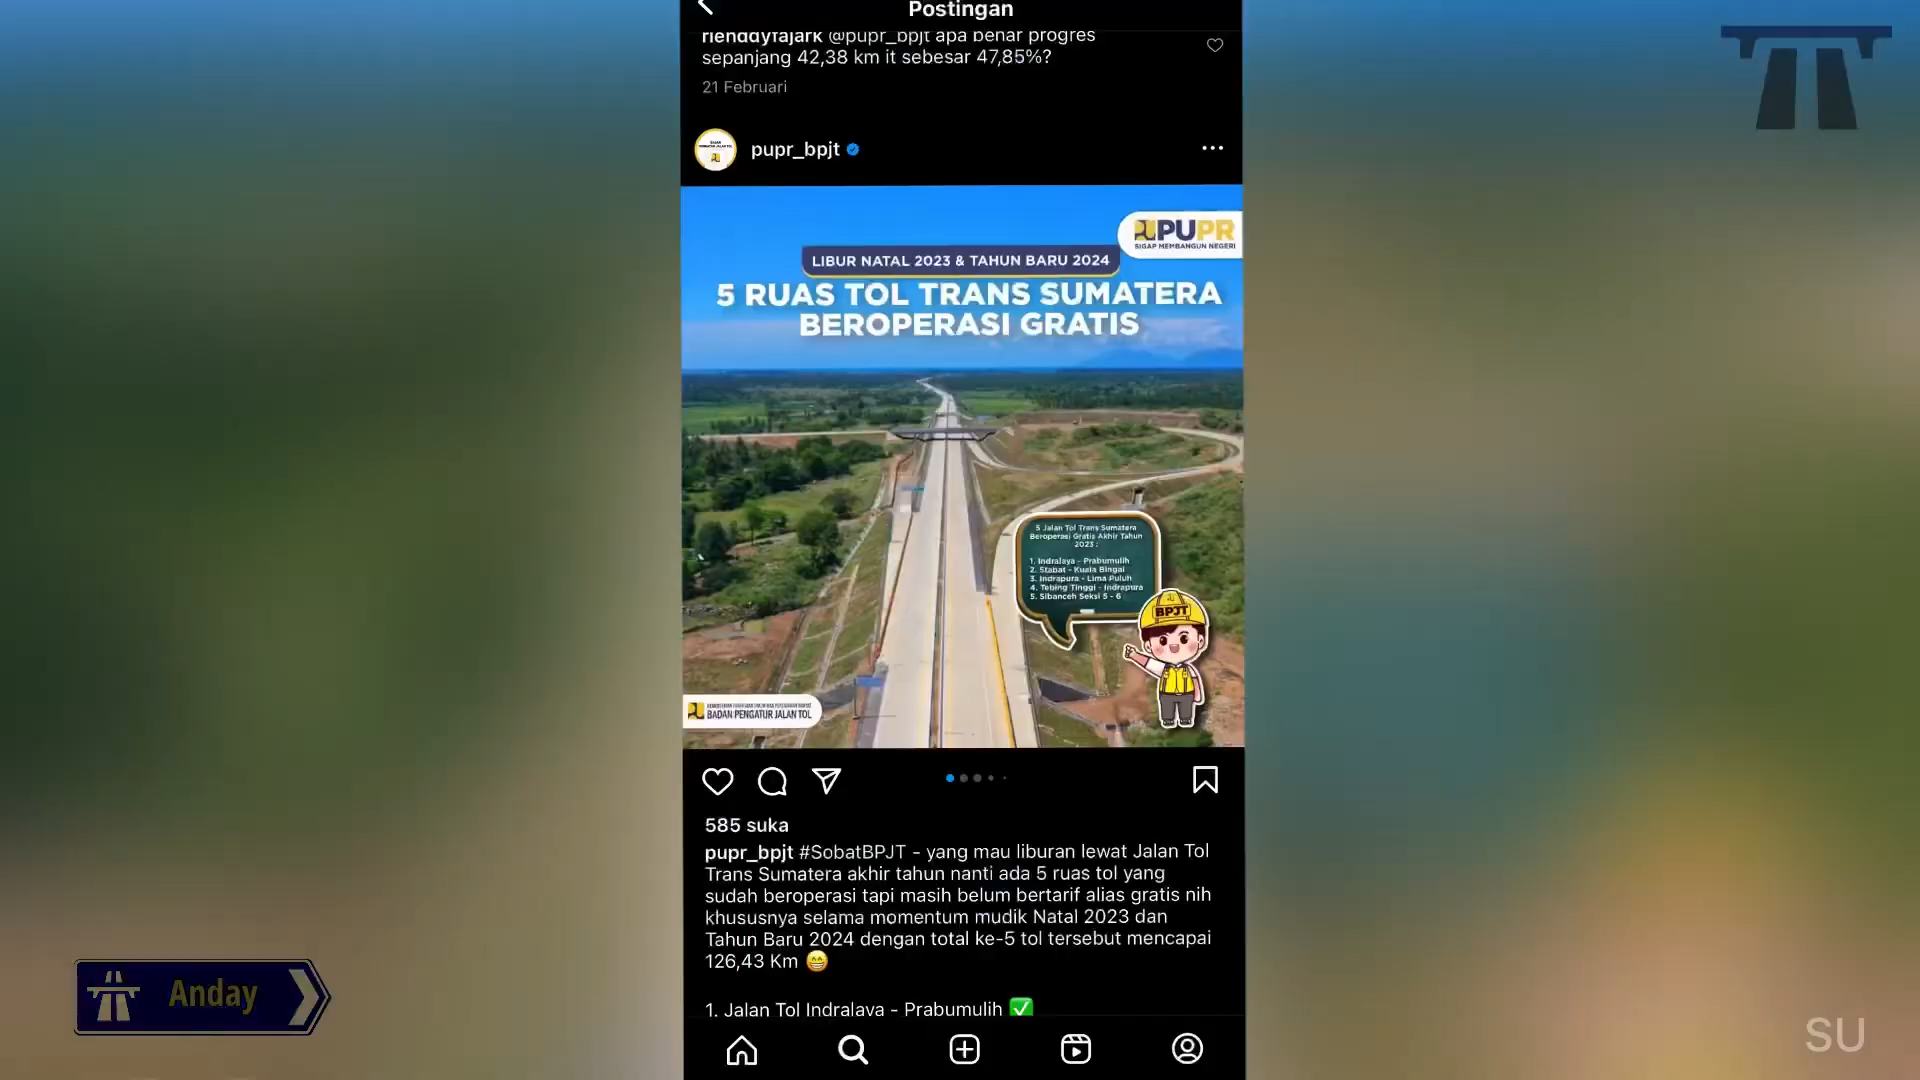 Postingan
rienddyfajark @pupr_bpjt apa benar progres
sepanjang 42,38 km it sebesar 47,85%?
21 Februari
pupr_bpjt
PUPR
SIGAP MEMBANGUN NEGERI
LIBUR NATAL 2023 & TAHUN BARU 2024
5 RUAS TOL TRANS SUMATERA
BEROPERASI GRATIS
5 Jalan Tol Trans Sumatera
Beroperasi Gratis Akhir Tahun
2023 :
1. Indralaya - Prabumulih
2. Stabat - Kuala Bingai
3. Indrapura - Lima Puluh
4. Tebing Tinggi - Indrapura
5. Sibanceh Seksi 5 - 6
BPJT
BADAN PENGATUR JALAN TOL
585 suka
pupr_bpjt #SobatBPJT - yang mau liburan lewat Jalan Tol
Trans Sumatera akhir tahun nanti ada 5 ruas tol yang
sudah beroperasi tapi masih belum bertarif alias gratis nih
khususnya selama momentum mudik Natal 2023 dan
Tahun Baru 2024 dengan total ke-5 tol tersebut mencapai
126,43 Km 😁
1. Jalan Tol Indralaya - Prabumulih ✅
Anday
SU